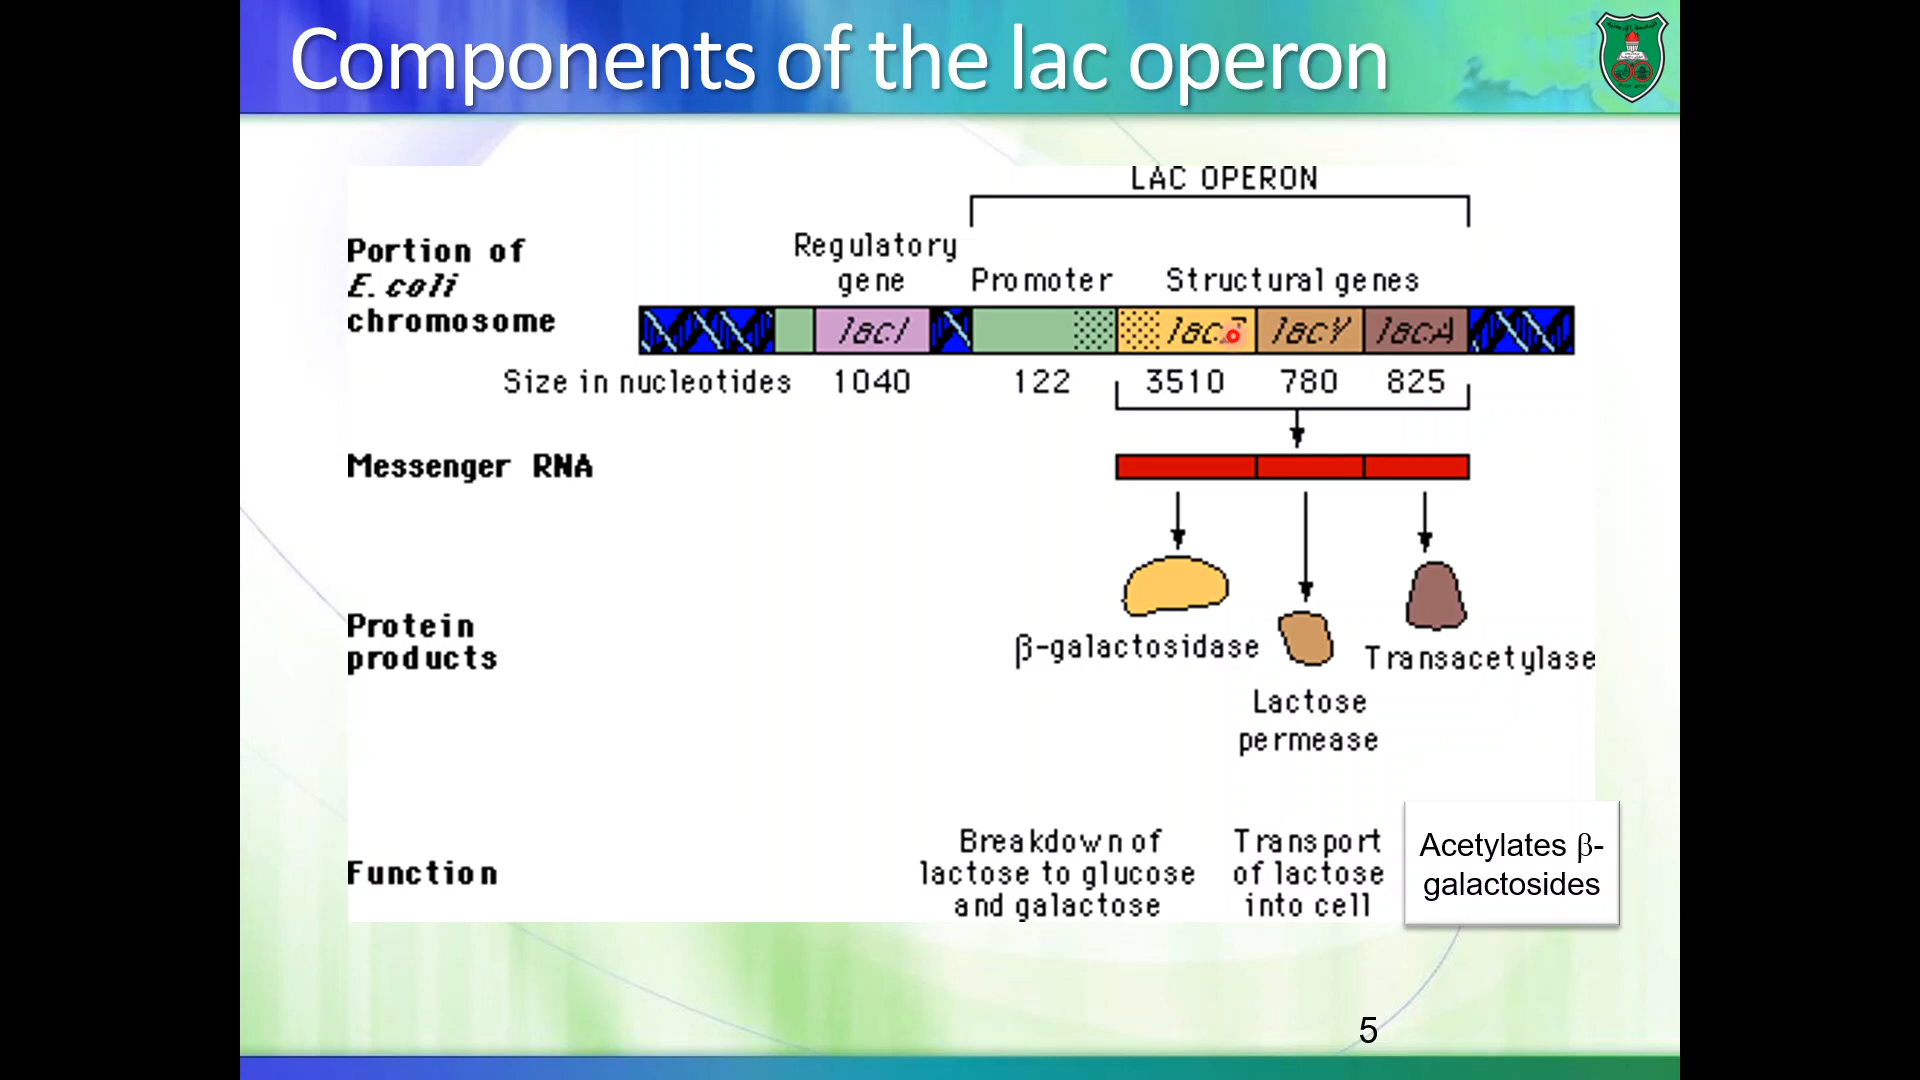 Components of the lac operon
LAC OPERON
Portion of
E. coli
chromosome
Regulatory
gene
Promoter
Structural genes
lacI
lacZ
lacY
lacA
Size in nucleotides
1040
122
3510
780
825
Messenger RNA
Protein
products
β-galactosidase
Lactose
permease
Transacetylase
Function
Breakdown of
lactose to glucose
and galactose
Transport
of lactose
into cell
Acetylates β-
galactosides
5